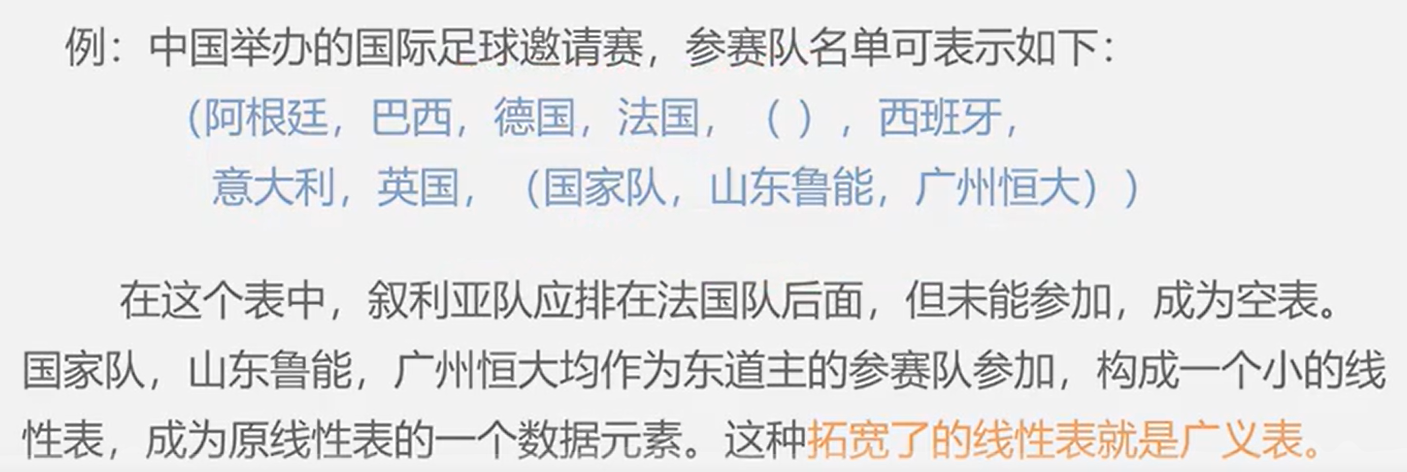 例：中国举办的国际足球邀请赛，参赛队名单可表示如下：
（阿根廷，巴西，德国，法国，（ ），西班牙，
意大利，英国，（国家队，山东鲁能，广州恒大））
在这个表中，叙利亚队应排在法国队后面，但未能参加，成为空表。
国家队，山东鲁能，广州恒大均作为东道主的参赛队参加，构成一个小的线
性表，成为原线性表的一个数据元素。这种拓宽了的线性表就是广义表。